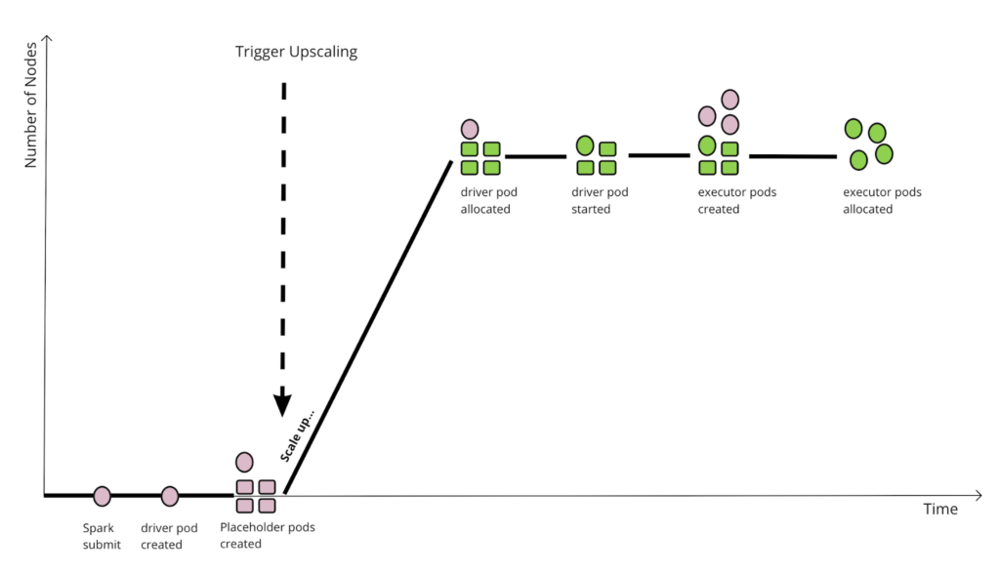 Number of Nodes
Trigger Upscaling
driver pod
allocated
driver pod
started
executor pods
created
executor pods
allocated
Scale up...
Time
Spark
submit
driver pod
created
Placeholder pods
created